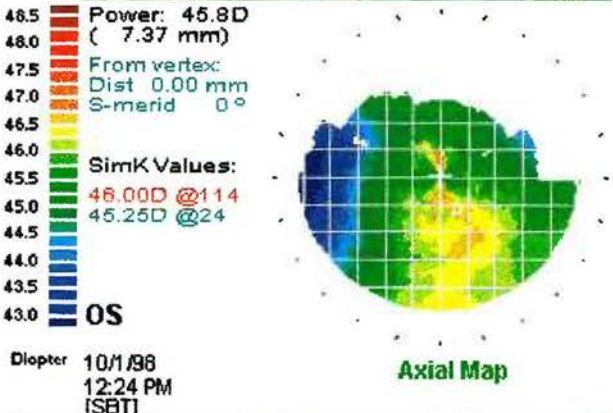 48.5
48.0
47.5
47.0
46.5
46.0
45.5
45.0
44.5
44.0
43.5
43.0
Diopter
Power: 45.8D
( 7.37 mm)
From vertex:
Dist 0.00 mm
S-merid 0°
SimK Values:
46.00D @114
45.25D @24
OS
10/1/98
12:24 PM
[SBT]
Axial Map